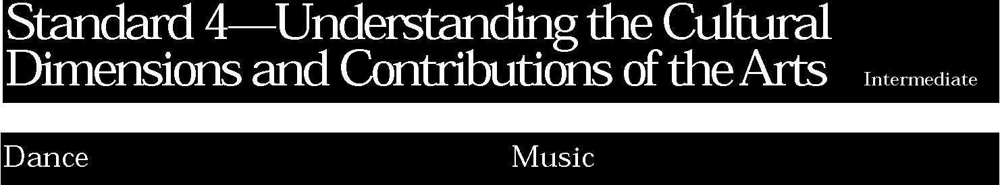 Standard 4—Understanding the Cultural
Dimensions and Contributions of the Arts Intermediate
Dance Music